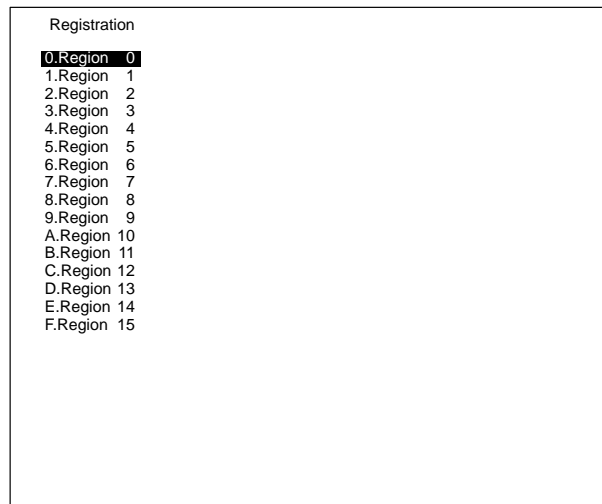 Registration
0.Region 0
1.Region 1
2.Region 2
3.Region 3
4.Region 4
5.Region 5
6.Region 6
7.Region 7
8.Region 8
9.Region 9
A.Region 10
B.Region 11
C.Region 12
D.Region 13
E.Region 14
F.Region 15